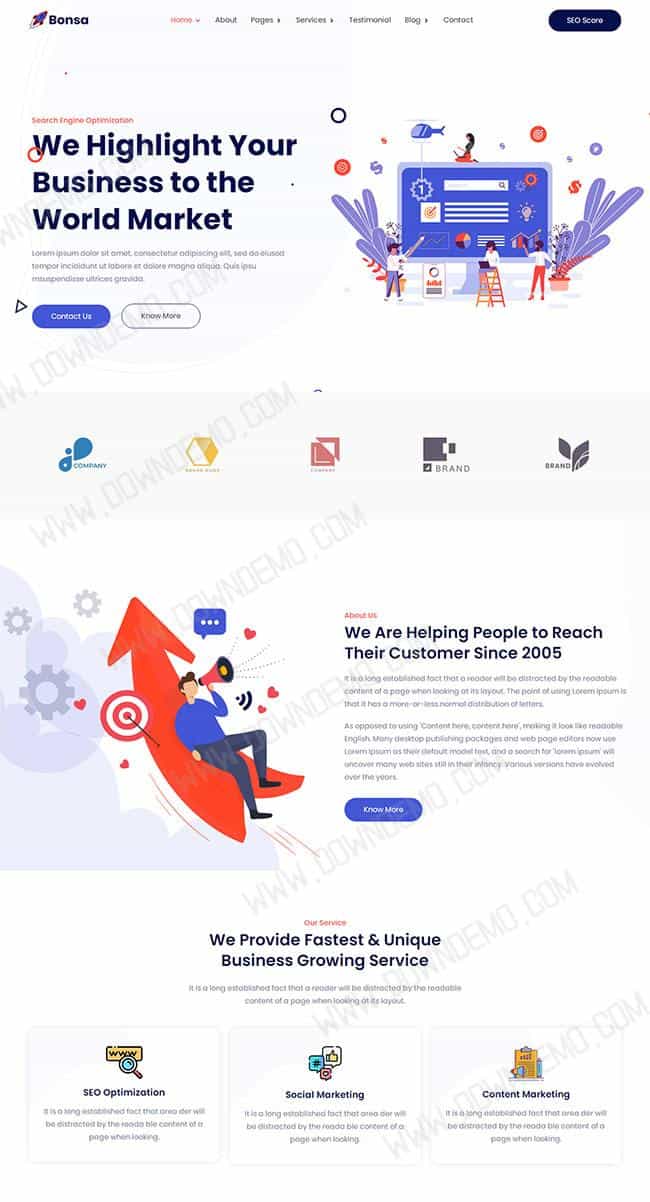 Bonsa
Home About Pages Services Testimonial Blog Contact
SEO Score
Search Engine Optimization
We Highlight Your
Business to the
World Market
Lorem ipsum dolor sit amet, consectetur adipiscing elit, sed do eiusod
tempor incididunt ut labore et dolore magna aliqua. Quis ipsu
msuspendisse ultrices gravida.
Contact Us
Know More
1
COMPANY
COMPANY
BRAND
BRAND
About Us
We Are Helping People to Reach
Their Customer Since 2005
It is a long established fact that a reader will be distracted by the readable
content of a page when looking at its layout. The point of using Lorem Ipsum is
that it has a more-or-less normal distribution of letters.
As opposed to using 'Content here, content here', making it look like readable
English. Many desktop publishing packages and web page editors now use
Lorem Ipsum as their default model text, and a search for 'lorem ipsum' will
uncover many web sites still in their infancy. Various versions have evolved
over the years.
Know More
Our Service
We Provide Fastest & Unique
Business Growing Service
It is a long established fact that a reader will be distracted by the readable
content of a page when looking at its layout.
WWW
SEO Optimization
It is a long established fact that area der will
be distracted by the reada ble content of a
page when looking.
#
Social Marketing
It is a long established fact that area der will
be distracted by the reada ble content of a
page when looking.
Content Marketing
It is a long established fact that area der will
be distracted by the reada ble content of a
page when looking.
WWW.DOWNDEMO.COM